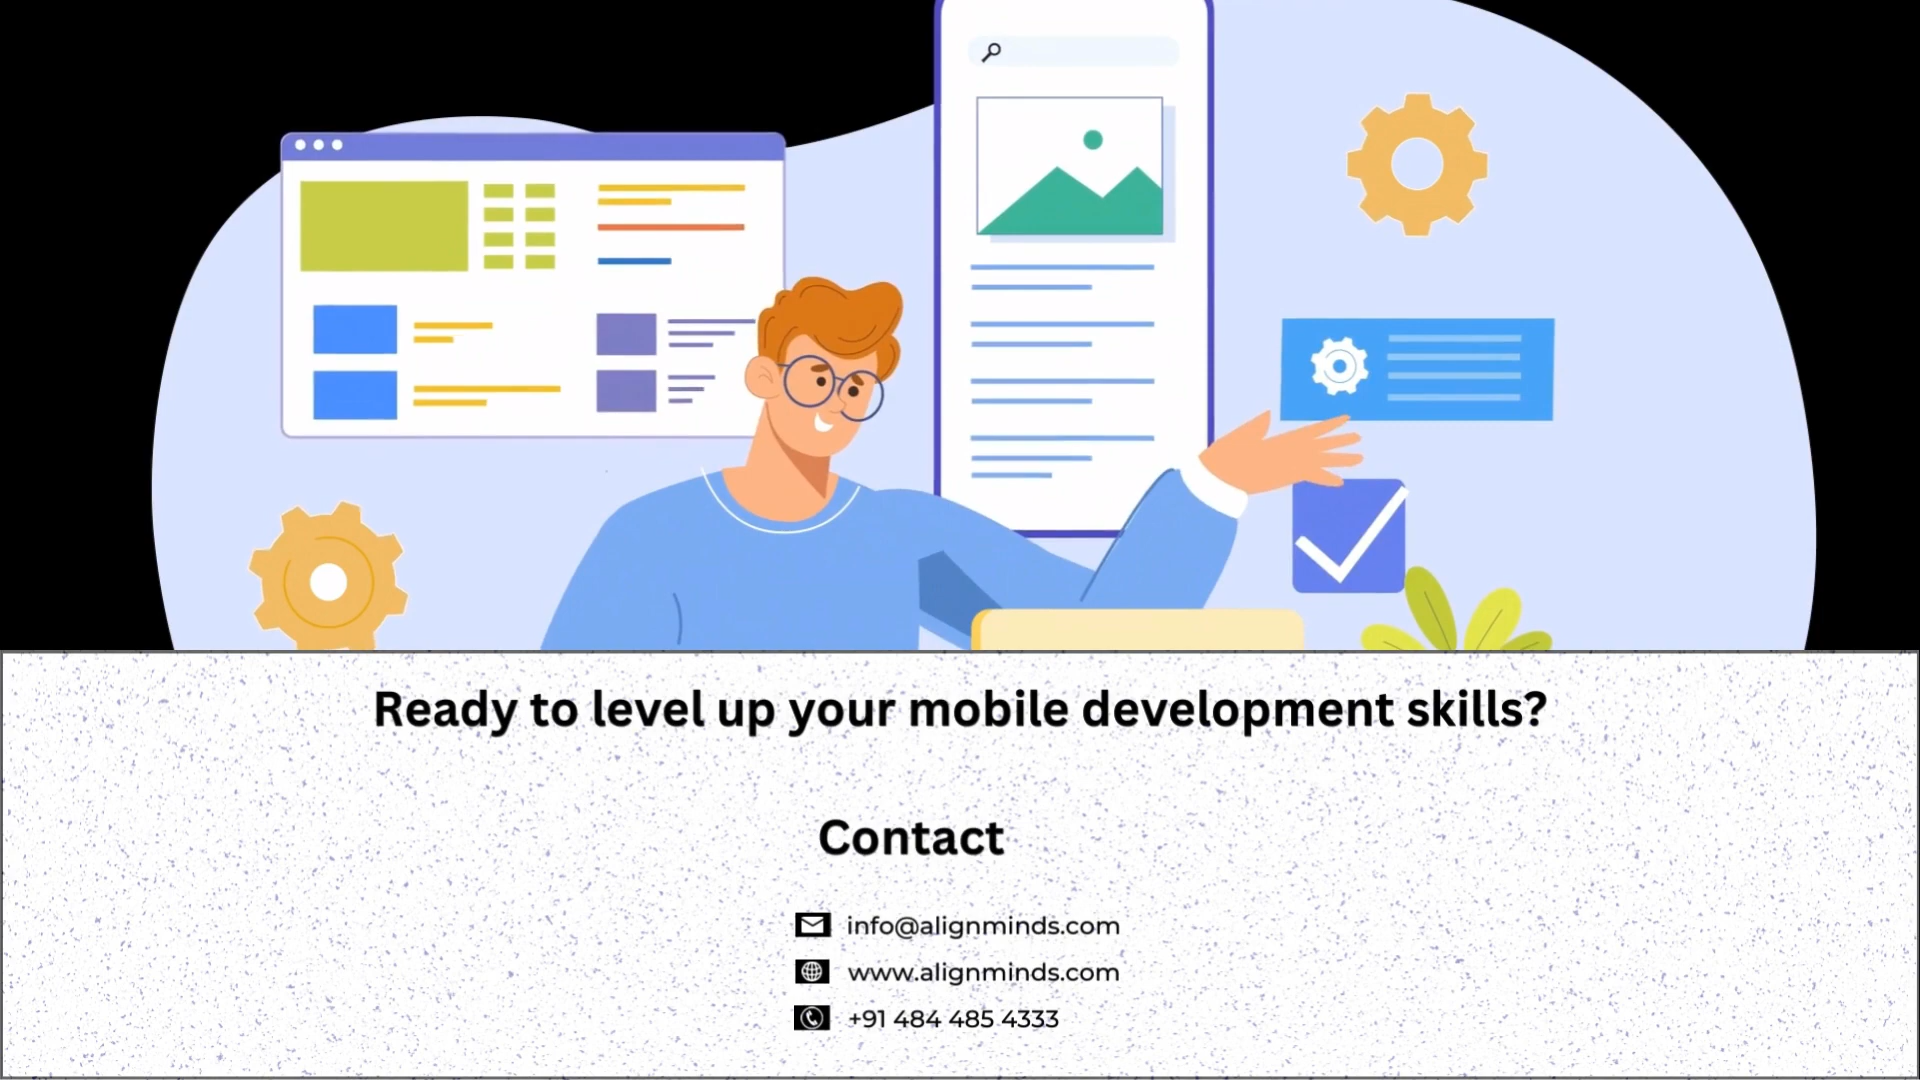 Ready to level up your mobile development skills?
Contact
info@alignminds.com
www.alignminds.com
+91 484 485 4333